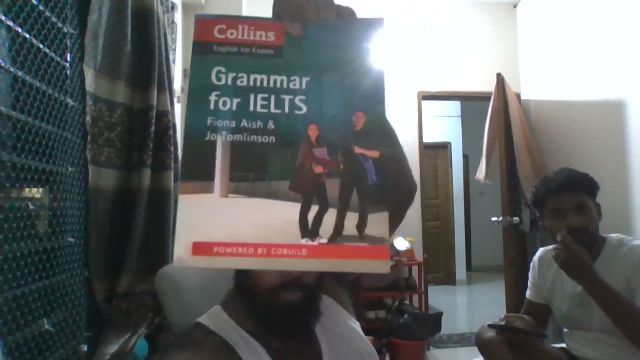 Collins
English for Exams
Grammar
for IELTS
Fiona Aish &
Jo Tomlinson
POWERED BY COBUILD